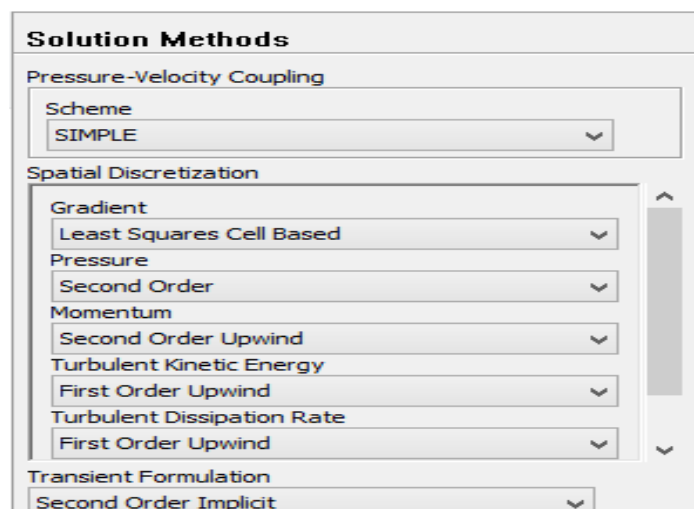 Solution Methods
Pressure-Velocity Coupling
Scheme
SIMPLE
Spatial Discretization
Gradient
Least Squares Cell Based
Pressure
Second Order
Momentum
Second Order Upwind
Turbulent Kinetic Energy
First Order Upwind
Turbulent Dissipation Rate
First Order Upwind
Transient Formulation
Second Order Implicit